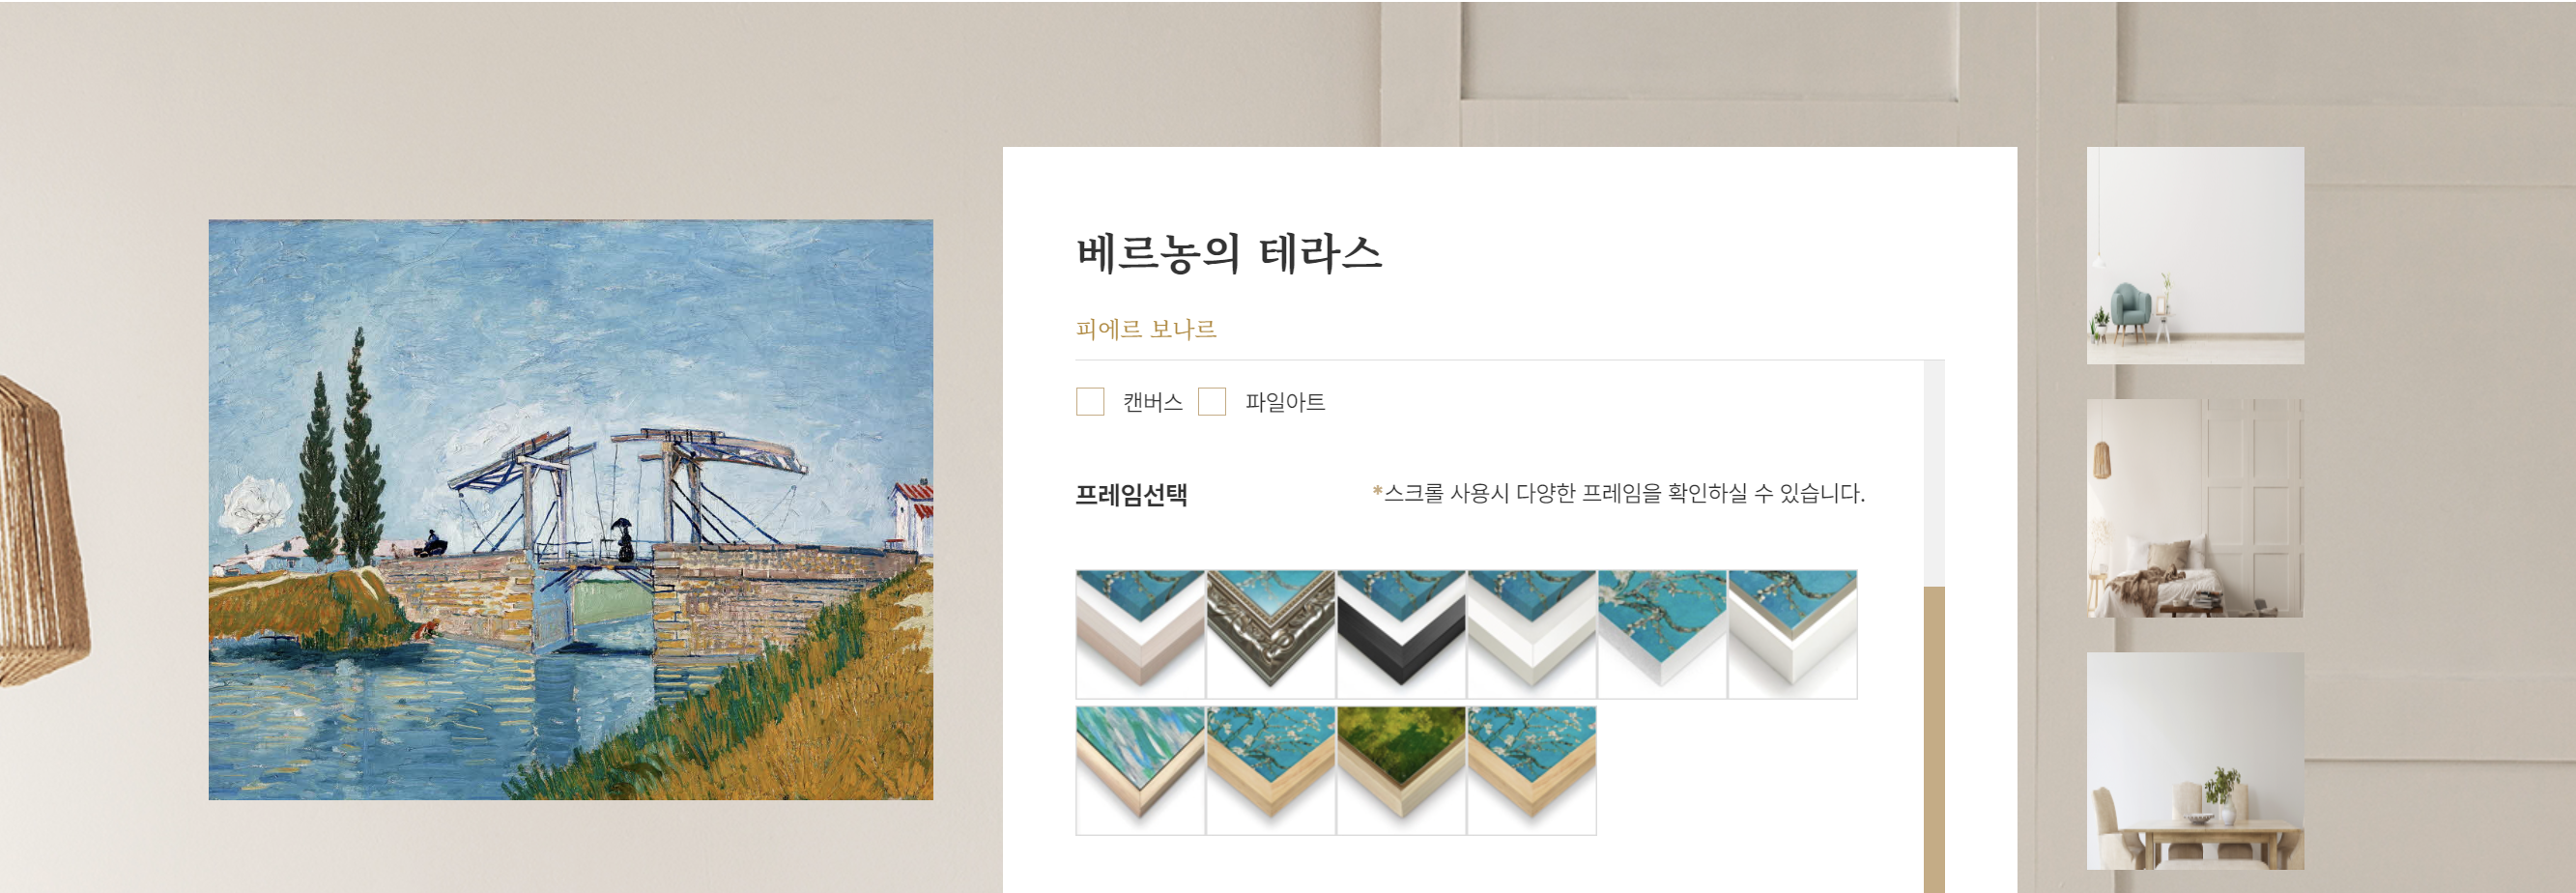 베르농의 테라스
피에르 보나르
캔버스 파일아트
프레임선택 *스크롤 사용시 다양한 프레임을 확인하실 수 있습니다.